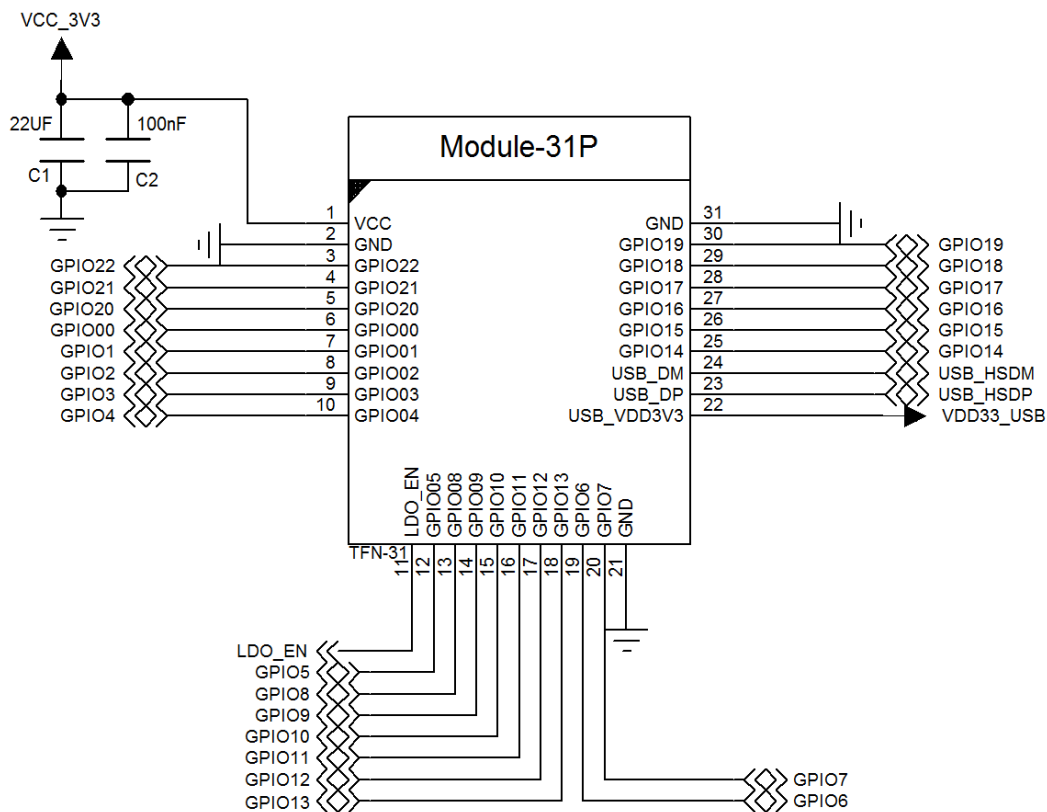 VCC_3V3
22UF
100nF
C1
C2
Module-31P
1 VCC
2 GND
GPIO22 3 GPIO22
GPIO21 4 GPIO21
GPIO20 5 GPIO20
GPIO00 6 GPIO00
GPIO1 7 GPIO01
GPIO2 8 GPIO02
GPIO3 9 GPIO03
GPIO4 10 GPIO04
GND 31
GPIO19 30 GPIO19
GPIO18 29 GPIO18
GPIO17 28 GPIO17
GPIO16 27 GPIO16
GPIO15 26 GPIO15
GPIO14 25 GPIO14
USB_DM 24 USB_HSDM
USB_DP 23 USB_HSDP
USB_VDD3V3 22 VDD33_USB
LDO_EN
GPIO05
GPIO08
GPIO09
GPIO10
GPIO11
GPIO12
GPIO13
GPIO6
GPIO7
GND
TFN-31
11
12
13
14
15
16
17
18
19
20
21
LDO_EN
GPIO5
GPIO8
GPIO9
GPIO10
GPIO11
GPIO12
GPIO13
GPIO7
GPIO6